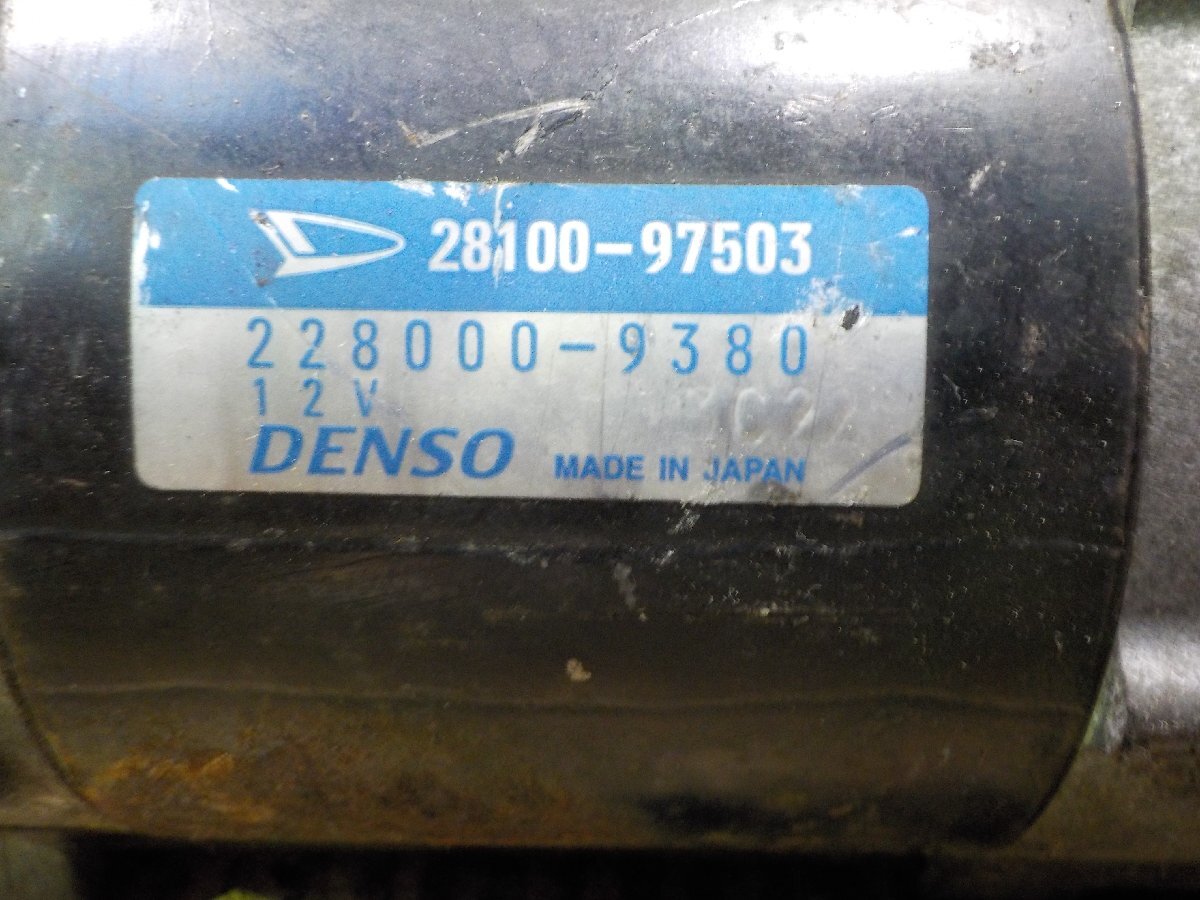 28100-97503
228000-9380
12V
DENSO MADE IN JAPAN